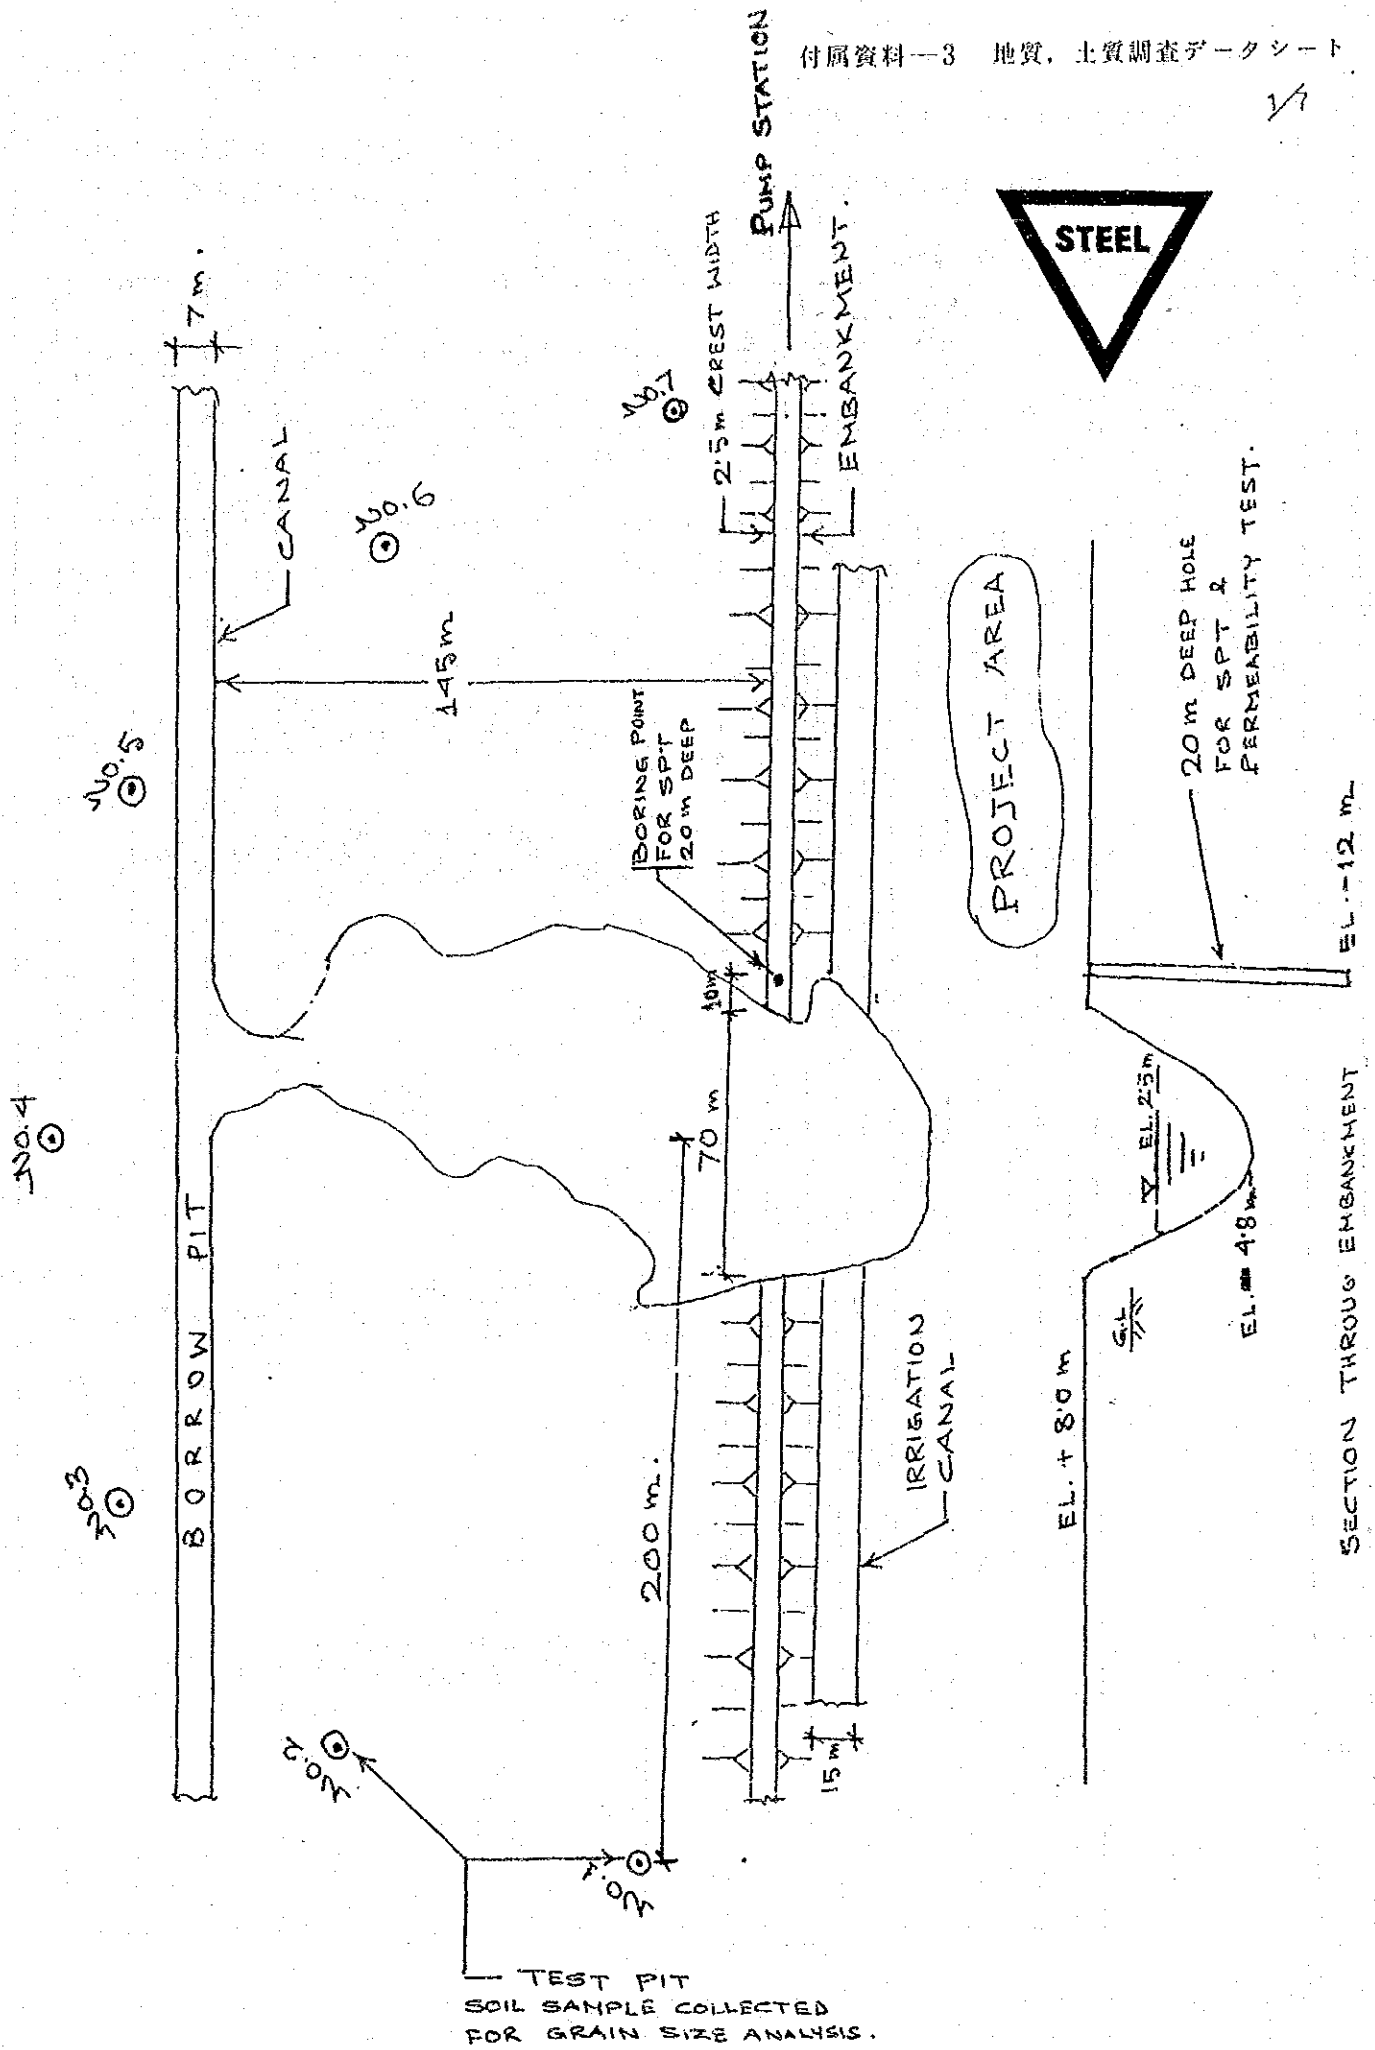 付属資料—3 地質，土質調査データシート
1/7
PUMP STATION
STEEL
7 m.
CANAL
2.5m CREST WIDTH
EMBANKMENT.
No.7
No.6
No.5
No.4
No.3
No.2
No.1
145m
BORING POINT
FOR SPT
20m DEEP
10m
70 m
200 m.
BORROW PIT
IRRIGATION
CANAL
15m
PROJECT AREA
TEST PIT
SOIL SAMPLE COLLECTED
FOR GRAIN SIZE ANALYSIS.
20m DEEP HOLE
FOR SPT &
PERMEABILITY TEST.
EL. -12 m
EL. 2.5m
G.L
EL. - 4.8m
EL. + 8.0 m
SECTION THROUG EMBANKMENT